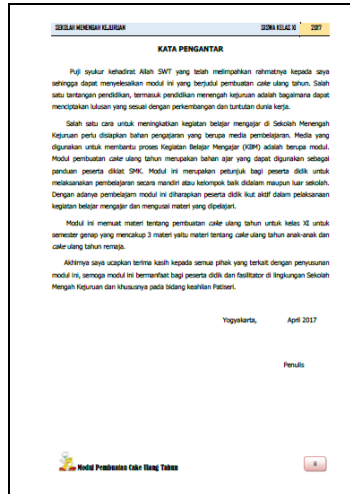 SEKOLAH MENENGAH KEJURUAN SISWA KELAS XI 2017
KATA PENGANTAR
Puji syukur kehadirat Allah SWT yang telah melimpahkan rahmatnya kepada saya
sehingga dapat menyelesaikan modul ini yang berjudul pembuatan cake ulang tahun. Salah
satu tantangan pendidikan, termasuk pendidikan menengah kejuruan adalah bagaimana dapat
menciptakan lulusan yang sesuai dengan perkembangan dan tuntutan dunia kerja.
Salah satu cara untuk meningkatkan kegiatan belajar mengajar di Sekolah Menengah
Kejuruan perlu disiapkan bahan pengajaran yang berupa media pembelajaran. Media yang
digunakan untuk membantu proses Kegiatan Belajar Mengajar (KBM) adalah berupa modul.
Modul pembuatan cake ulang tahun merupakan bahan ajar yang dapat digunakan sebagai
panduan peserta diklat SMK. Modul ini merupakan petunjuk bagi peserta didik untuk
melaksanakan pembelajaran secara mandiri atau kelompok baik didalam maupun luar sekolah.
Dengan adanya pembelajam modul ini diharapkan peserta didik ikut aktif dalam pelaksanaan
kegiatan belajar mengajar dan mengusai materi yang dipelajari.
Modul ini memuat materi tentang pembuatan cake ulang tahun untuk kelas XI untuk
semester genap yang mencakup 3 materi yaitu materi tentang cake ulang tahun anak-anak dan
cake ulang tahun remaja.
Akhirnya saya ucapkan terima kasih kepada semua pihak yang terkait dengan penyusunan
modul ini, semoga modul ini bermanfaat bagi peserta didik dan fasilitator di lingkungan Sekolah
Mengah Kejuruan dan khususnya pada bidang keahlian Patiseri.
Yogyakarta, April 2017
Penulis
Modul Pembuatan Cake Ulang Tahun